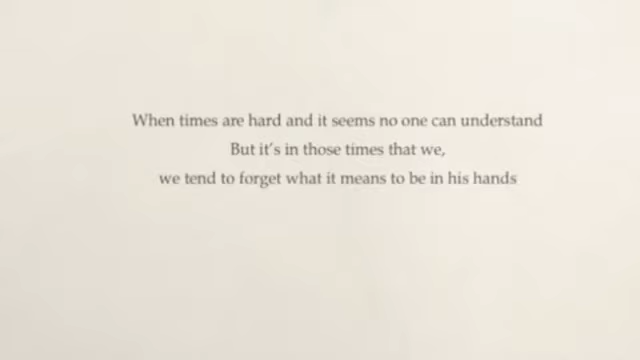 When times are hard and it seems no one can understand
But it's in those times that we,
we tend to forget what it means to be in his hands